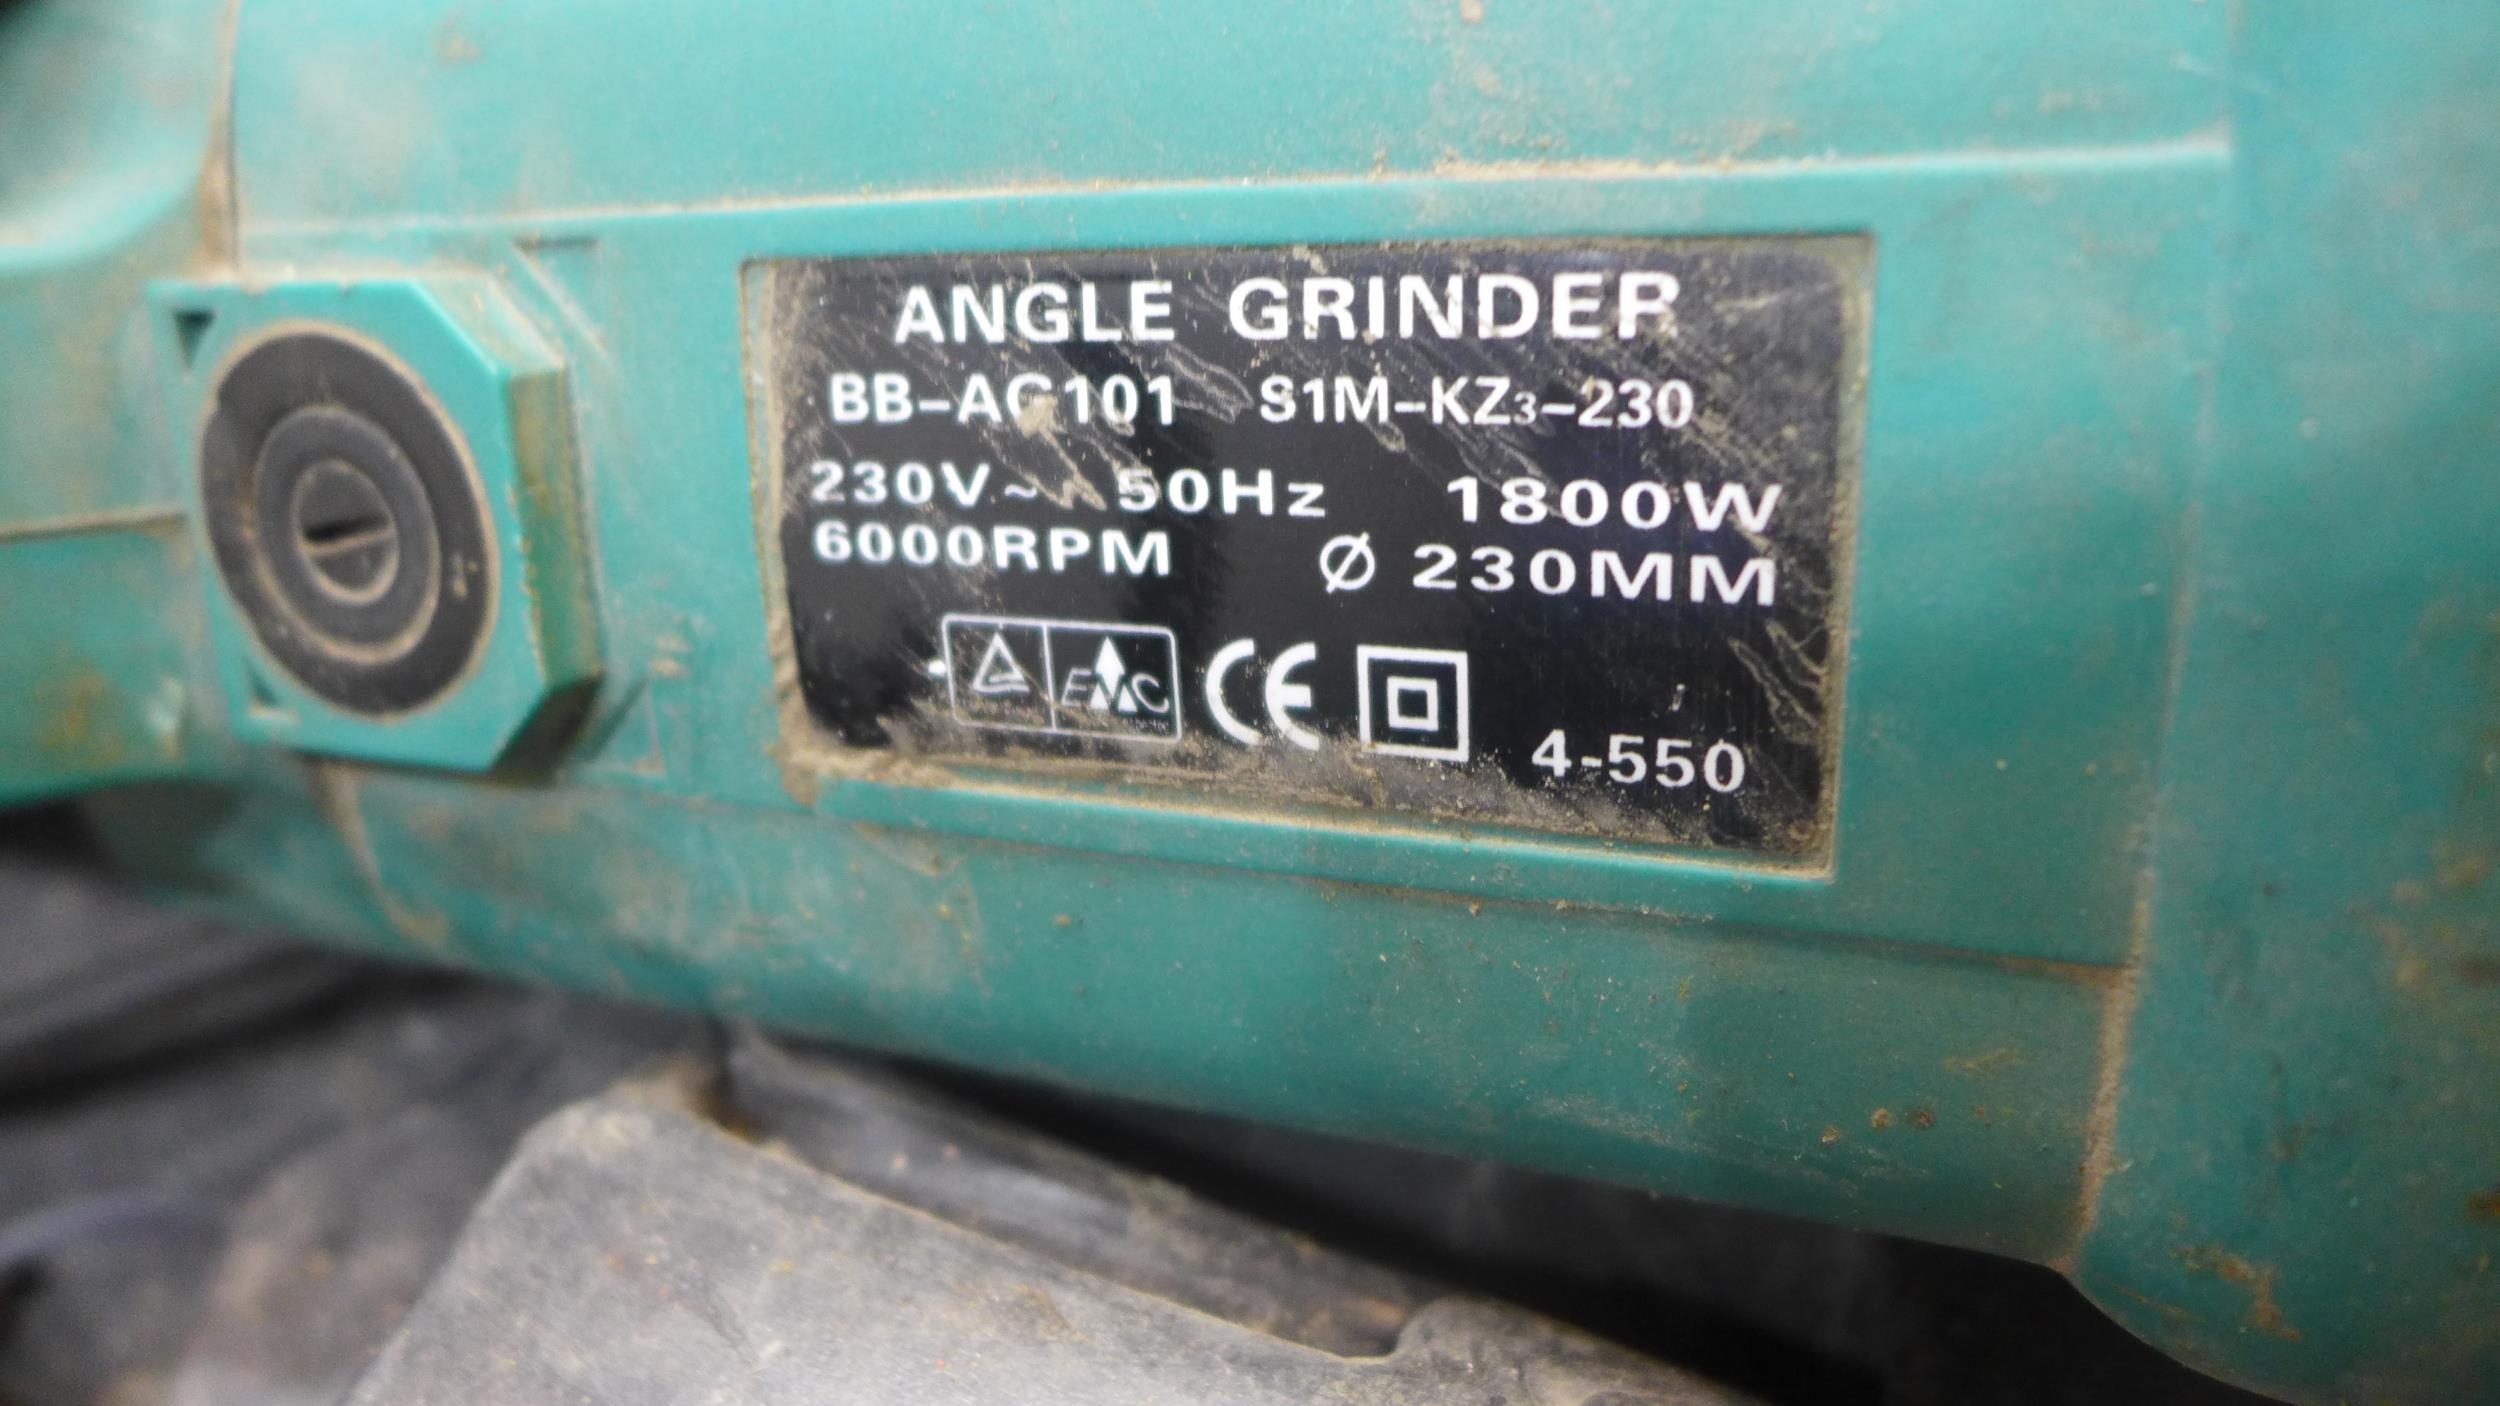 ANGLE GRINDER
BB-AG101 S1M-KZ3-230
230V~ 50Hz 1800W
6000RPM Ø 230MM
EMC CE 4-550